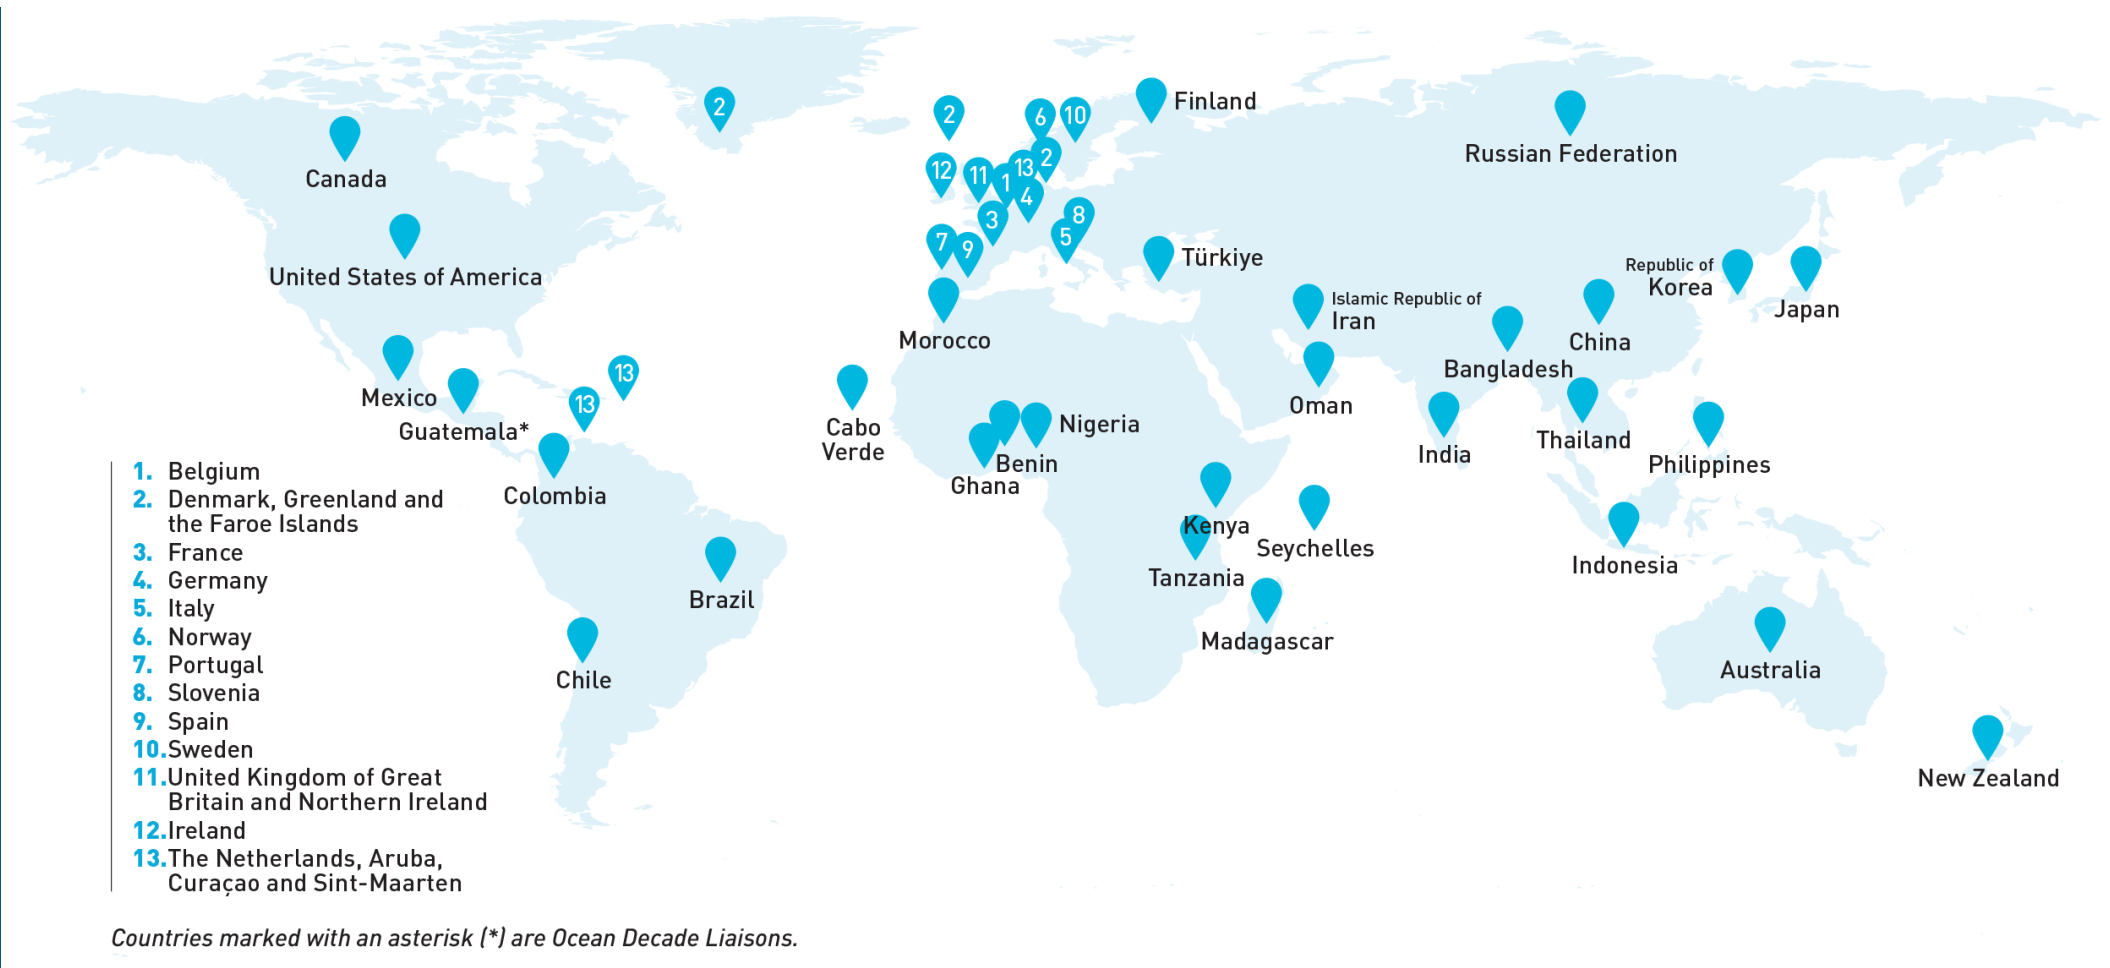 2
2
6
10
Finland
Russian Federation
Canada
12
11
1
13
2
4
3
8
5
7
9
United States of America
Türkiye
Islamic Republic of
Iran
Republic of
Korea
Japan
China
Bangladesh
Morocco
Mexico
Guatemala*
13
13
Cabo
Verde
Nigeria
Benin
Ghana
Oman
India
Thailand
Philippines
Colombia
Kenya
Seychelles
Tanzania
Indonesia
Brazil
Madagascar
Chile
Australia
New Zealand
1. Belgium
2. Denmark, Greenland and
the Faroe Islands
3. France
4. Germany
5. Italy
6. Norway
7. Portugal
8. Slovenia
9. Spain
10. Sweden
11. United Kingdom of Great
Britain and Northern Ireland
12. Ireland
13. The Netherlands, Aruba,
Curaçao and Sint-Maarten
Countries marked with an asterisk (*) are Ocean Decade Liaisons.